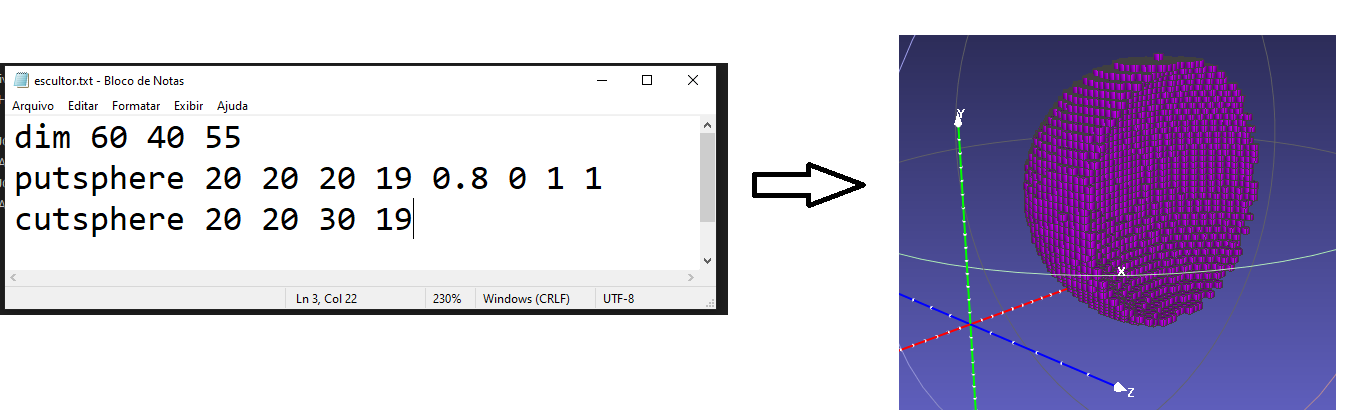 escultor.txt - Bloco de Notas
Arquivo Editar Formatar Exibir Ajuda
dim 60 40 55
putsphere 20 20 20 19 0.8 0 1 1
cutsphere 20 20 30 19
Ln 3, Col 22 230% Windows (CRLF) UTF-8
Y
X
Z